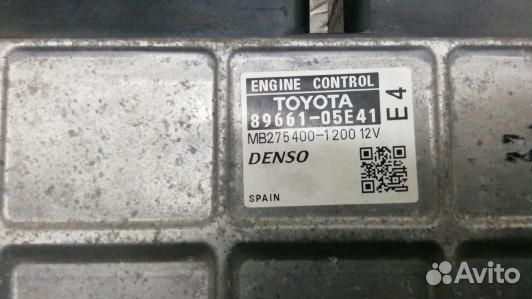 ENGINE CONTROL
TOYOTA
89661-05E41
E4
MB275400-1200 12V
DENSO
SPAIN
Avito